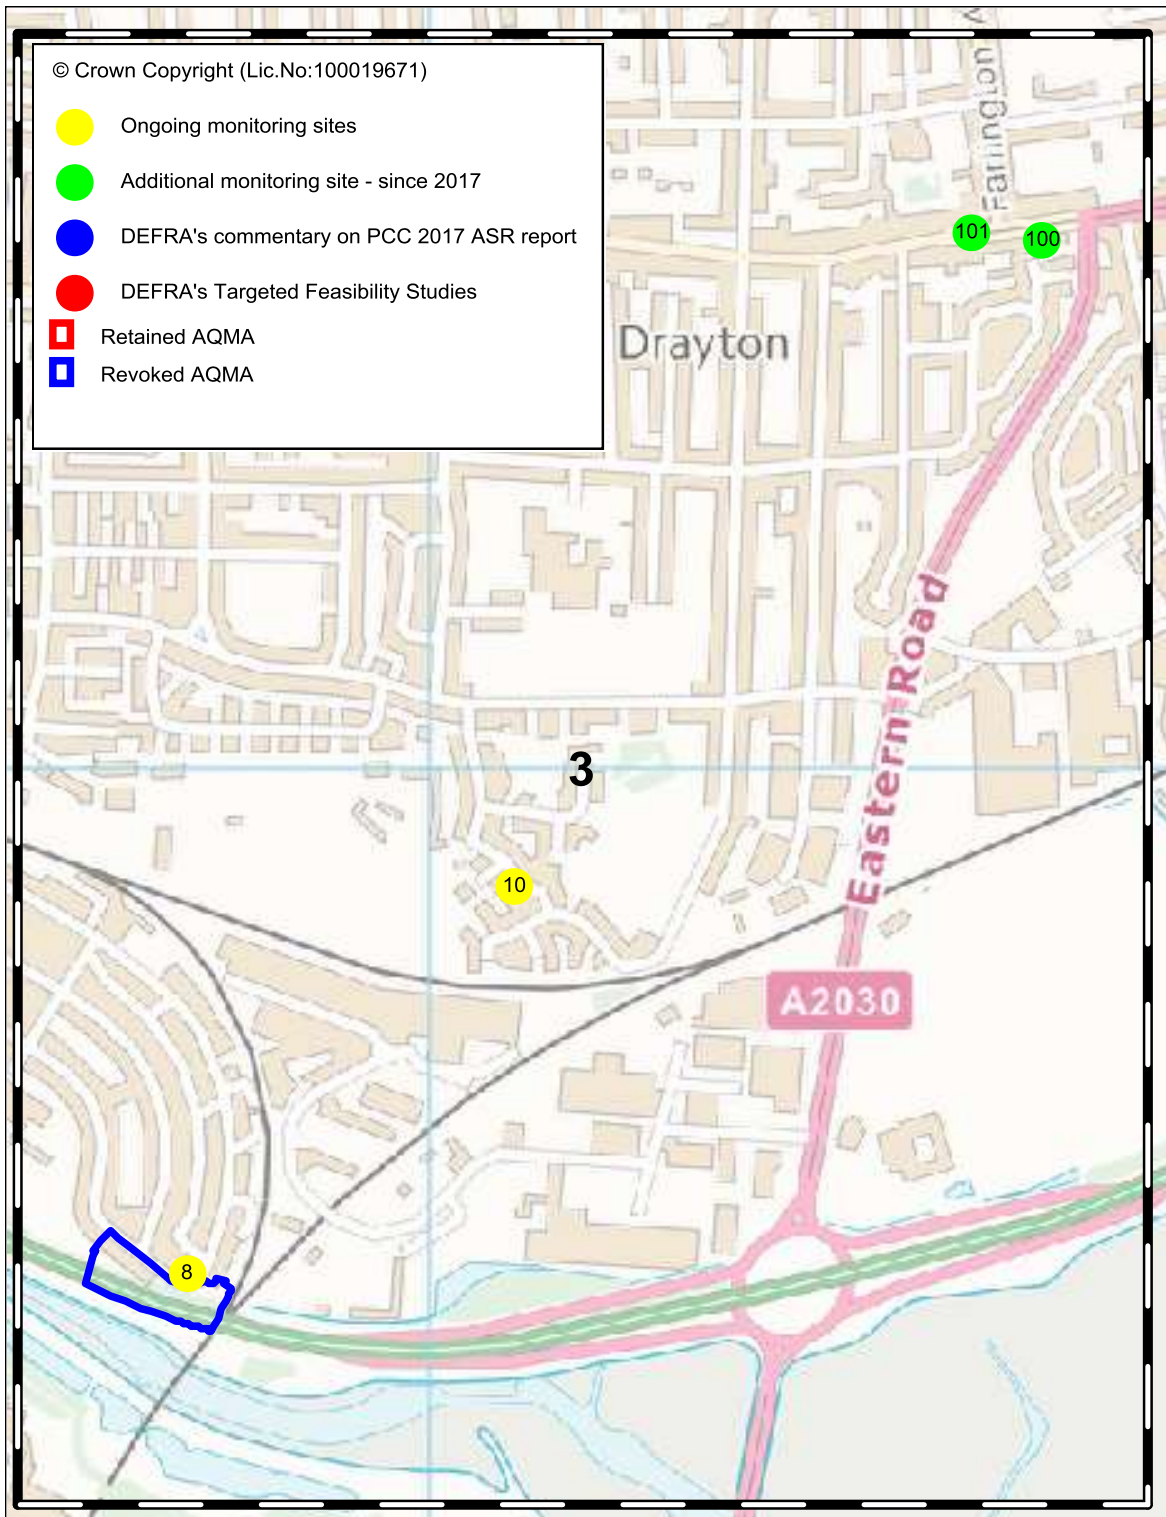 © Crown Copyright (Lic.No:100019671)
Ongoing monitoring sites
Additional monitoring site - since 2017
DEFRA's commentary on PCC 2017 ASR report
DEFRA's Targeted Feasibility Studies
Retained AQMA
Revoked AQMA
101
100
Drayton
Eastern Road
3
10
A2030
8